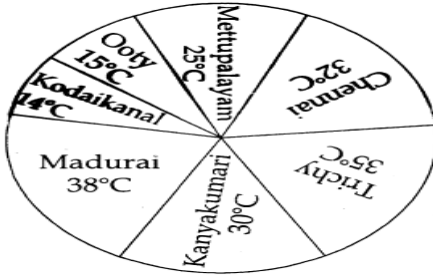 Ooty
15°C
Mettupalayam
25°C
Chennai
32°C
Kodaikanal
14°C
Madurai
38°C
Kanyakumari
30°C
Trichy
35°C